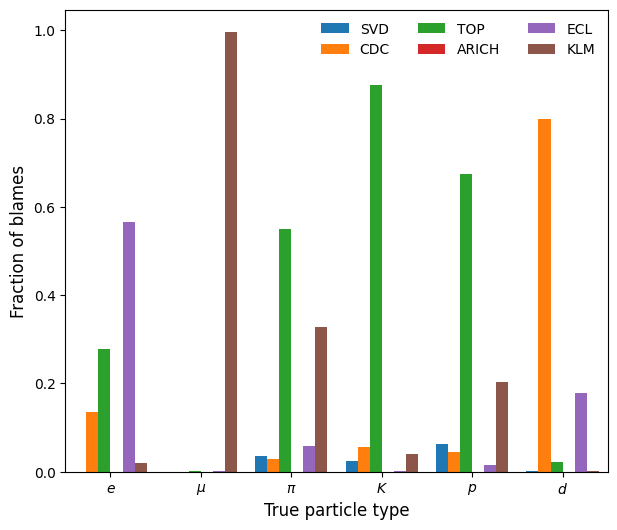 1.0
0.8
0.6
0.4
0.2
0.0
Fraction of blames
SVD TOP ECL
CDC ARICH KLM
e μ π K p d
True particle type